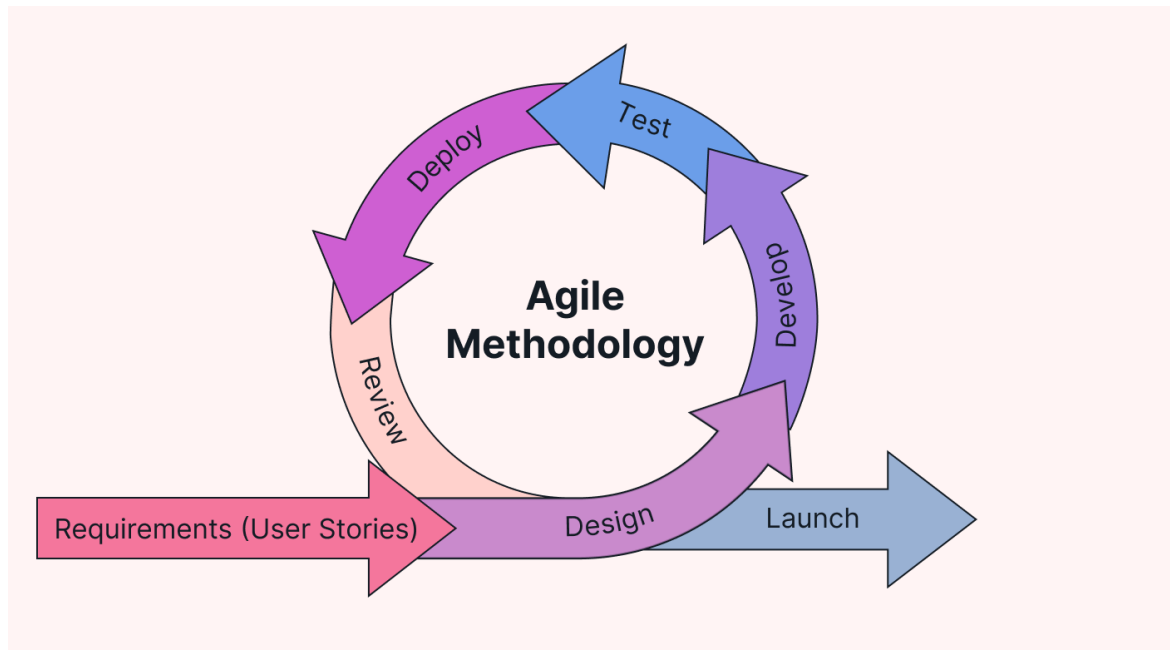 Test
Deploy
Develop
Agile
Methodology
Review
Requirements (User Stories)
Design
Launch